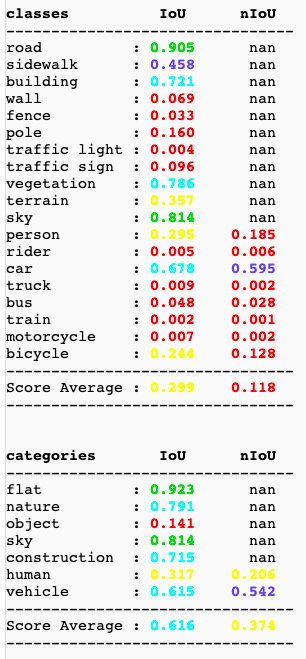 classes IoU nIoU
--------------------------------
road : 0.905 nan
sidewalk : 0.458 nan
building : 0.721 nan
wall : 0.069 nan
fence : 0.033 nan
pole : 0.160 nan
traffic light : 0.004 nan
traffic sign : 0.096 nan
vegetation : 0.786 nan
terrain : 0.357 nan
sky : 0.814 nan
person : 0.295 0.185
rider : 0.005 0.006
car : 0.678 0.595
truck : 0.009 0.002
bus : 0.048 0.028
train : 0.002 0.001
motorcycle : 0.007 0.002
bicycle : 0.244 0.128
--------------------------------
Score Average : 0.299 0.118
--------------------------------
categories IoU nIoU
--------------------------------
flat : 0.923 nan
nature : 0.791 nan
object : 0.141 nan
sky : 0.814 nan
construction : 0.715 nan
human : 0.317 0.206
vehicle : 0.615 0.542
--------------------------------
Score Average : 0.616 0.374
--------------------------------